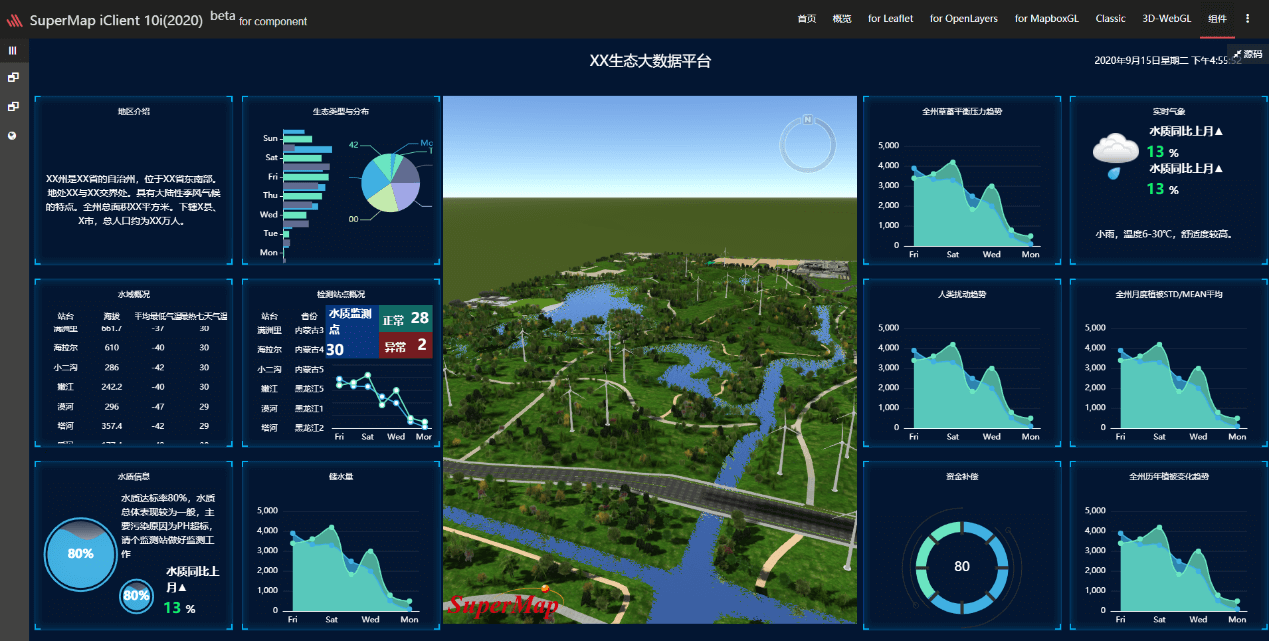 SuperMap iClient 10i(2020) beta for component
首页 概览 for Leaflet for OpenLayers for MapboxGL Classic 3D-WebGL 组件
XX生态大数据平台
2020年9月15日星期二 下午4:55:52
源码
地区介绍
XX州是XX省的自治州，位于XX省东南部。
地处XX与XX交界处。具有大陆性季风气候
的特点。全州总面积XX平方米。下辖X县、
X市，总人口约为XX万人。
生态类型与分布
Sun
Sat
Fri
Thu
Wed
Tue
Mon
42
Mo
T
00
N
全州草蓄平衡压力趋势
5,000
4,000
3,000
2,000
1,000
0
Fri Sat Wed Mon
实时气象
水质同比上月▲
13 %
水质同比上月▲
13 %
小雨，温度6-30℃，舒适度较高。
水域概况
站台 海拔 平均最低气温 最热七天气温
满洲里 661.7 -37 30
海拉尔 610 -40 30
小二沟 286 -42 30
嫩江 242.2 -40 30
漠河 296 -47 29
塔河 357.4 -42 29
检测站点概况
站台 省份
满洲里 内蒙古3
海拉尔 内蒙古4
小二沟 内蒙古5
嫩江 黑龙江5
漠河 黑龙江1
塔河 黑龙江2
水质监测
点
30
正常 28
异常 2
Fri Sat Wed Mon
人类扰动趋势
5,000
4,000
3,000
2,000
1,000
0
Fri Sat Wed Mon
全州月度植被STD/MEAN平均
5,000
4,000
3,000
2,000
1,000
0
Fri Sat Wed Mon
水质信息
水质达标率80%，水质
总体表现较为一般，主
要污染原因为PH超标，
请个监测站做好监测工
作
80%
80%
水质同比上
月▲
13 %
储水量
5,000
4,000
3,000
2,000
1,000
0
Fri Sat Wed Mon
SuperMap
资金补偿
80
全州历年植被变化趋势
5,000
4,000
3,000
2,000
1,000
0
Fri Sat Wed Mon